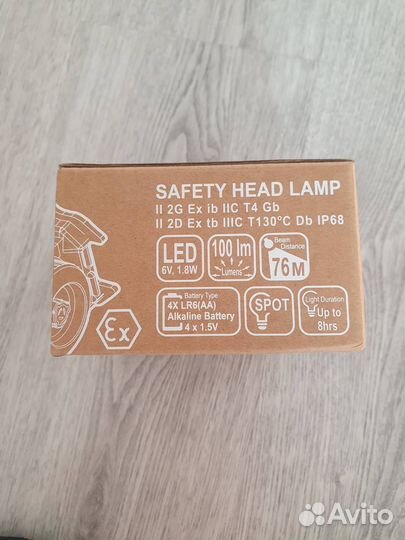 SAFETY HEAD LAMP
II 2G Ex ib IIC T4 Gb
II 2D Ex tb IIIC T130°C Db IP68
LED
6V, 1.8W
100 lm
Lumens
Beam
Distance
76M
Battery Type
4X LR6(AA)
Alkaline Battery
4 x 1.5V
SPOT
Light Duration
Up to
8hrs
Ex
Avito